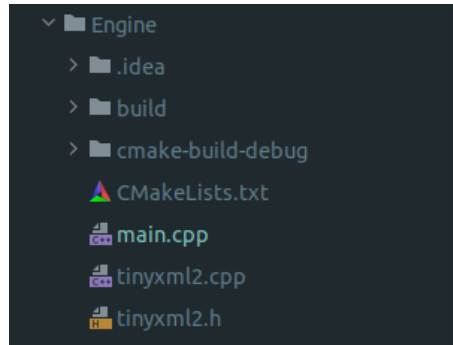 Engine
.idea
build
cmake-build-debug
CMakeLists.txt
C++ main.cpp
C++ tinyxml2.cpp
H tinyxml2.h